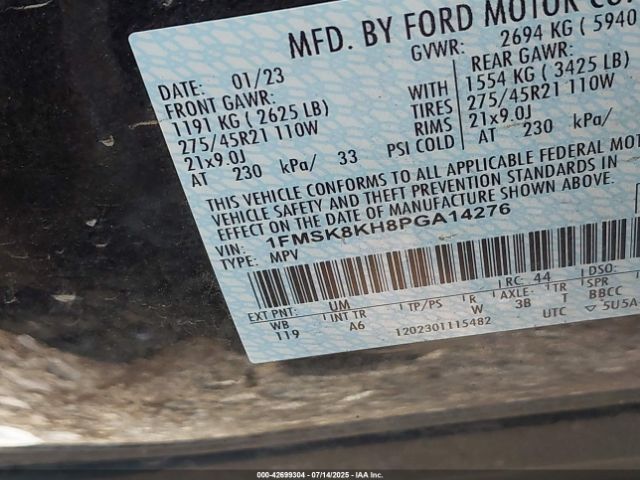 MFD. BY FORD MOTOR CO.
DATE: 01/23 GVWR: 2694 KG ( 5940
FRONT GAWR: REAR GAWR:
1191 KG ( 2625 LB) WITH 1554 KG ( 3425 LB)
275/45R21 110W TIRES 275/45R21 110W
21x9.0J RIMS 21x9.0J
AT 230 kPa/ 33 PSI COLD AT 230 kPa/
THIS VEHICLE CONFORMS TO ALL APPLICABLE FEDERAL MOT
VEHICLE SAFETY AND THEFT PREVENTION STANDARDS IN
EFFECT ON THE DATE OF MANUFACTURE SHOWN ABOVE.
VIN: 1FMSK8KH8PGA14276
TYPE: MPV
EXT PNT: UM RC: 44 DSO:
WB INT TR TP/PS R AXLE TR SPR
119 A6 W 3B T BBCC
1202301115482 UTC ▽ 5U5A
000-42699304 - 07/14/2025 - IAA Inc.